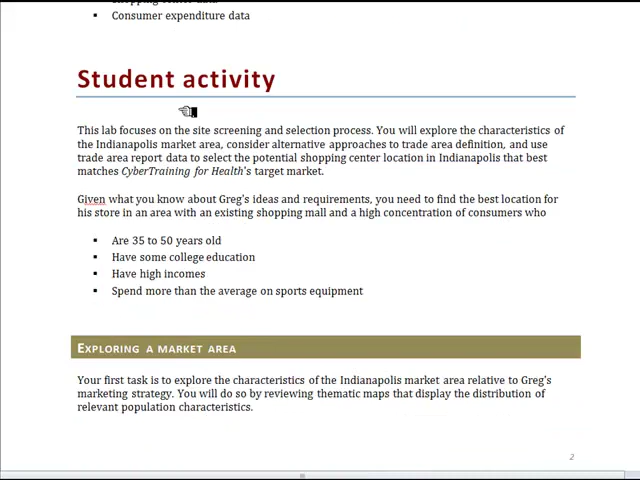 shopping center data
▪ Consumer expenditure data
Student activity
This lab focuses on the site screening and selection process. You will explore the characteristics of
the Indianapolis market area, consider alternative approaches to trade area definition, and use
trade area report data to select the potential shopping center location in Indianapolis that best
matches CyberTraining for Health's target market.
Given what you know about Greg's ideas and requirements, you need to find the best location for
his store in an area with an existing shopping mall and a high concentration of consumers who
▪ Are 35 to 50 years old
▪ Have some college education
▪ Have high incomes
▪ Spend more than the average on sports equipment
EXPLORING A MARKET AREA
Your first task is to explore the characteristics of the Indianapolis market area relative to Greg's
marketing strategy. You will do so by reviewing thematic maps that display the distribution of
relevant population characteristics.
2